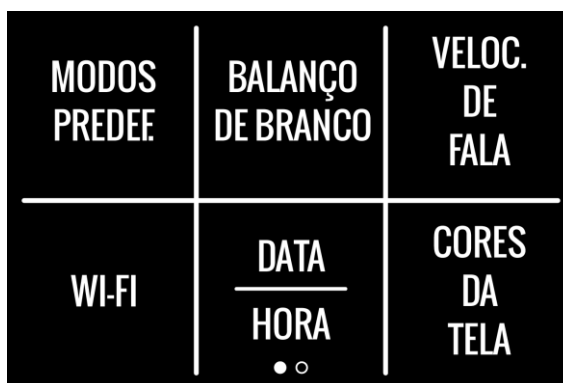 MODOS
PREDEF.
BALANÇO
DE BRANCO
VELOC.
DE
FALA
WI-FI
DATA
HORA
CORES
DA
TELA